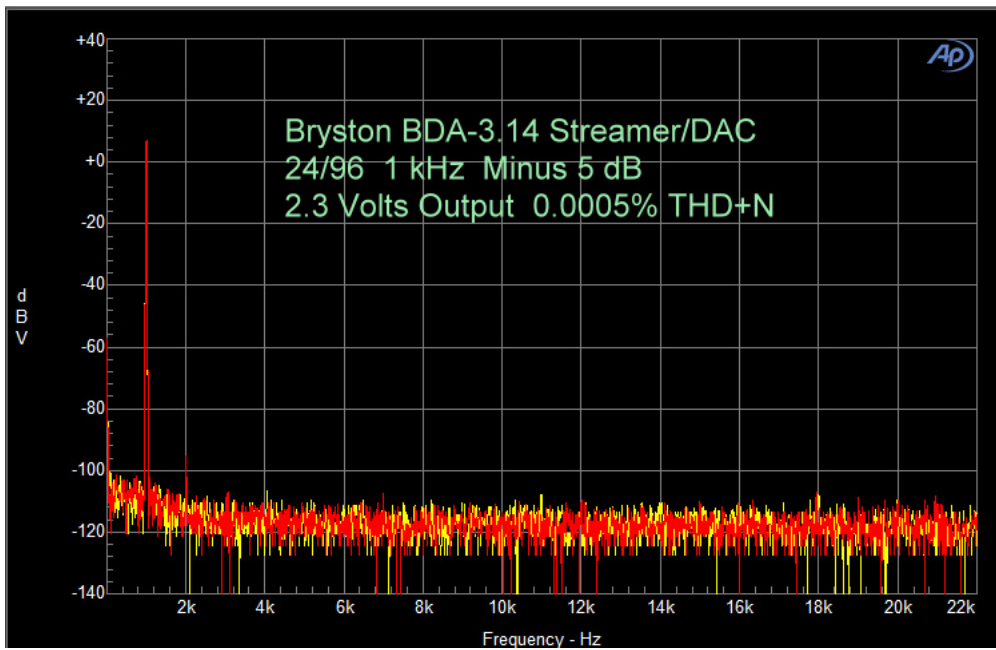 +40
+20
+0
-20
-40
-60
-80
-100
-120
-140
dBV
Ap
Bryston BDA-3.14 Streamer/DAC
24/96 1 kHz Minus 5 dB
2.3 Volts Output 0.0005% THD+N
2k 4k 6k 8k 10k 12k 14k 16k 18k 20k 22k
Frequency - Hz